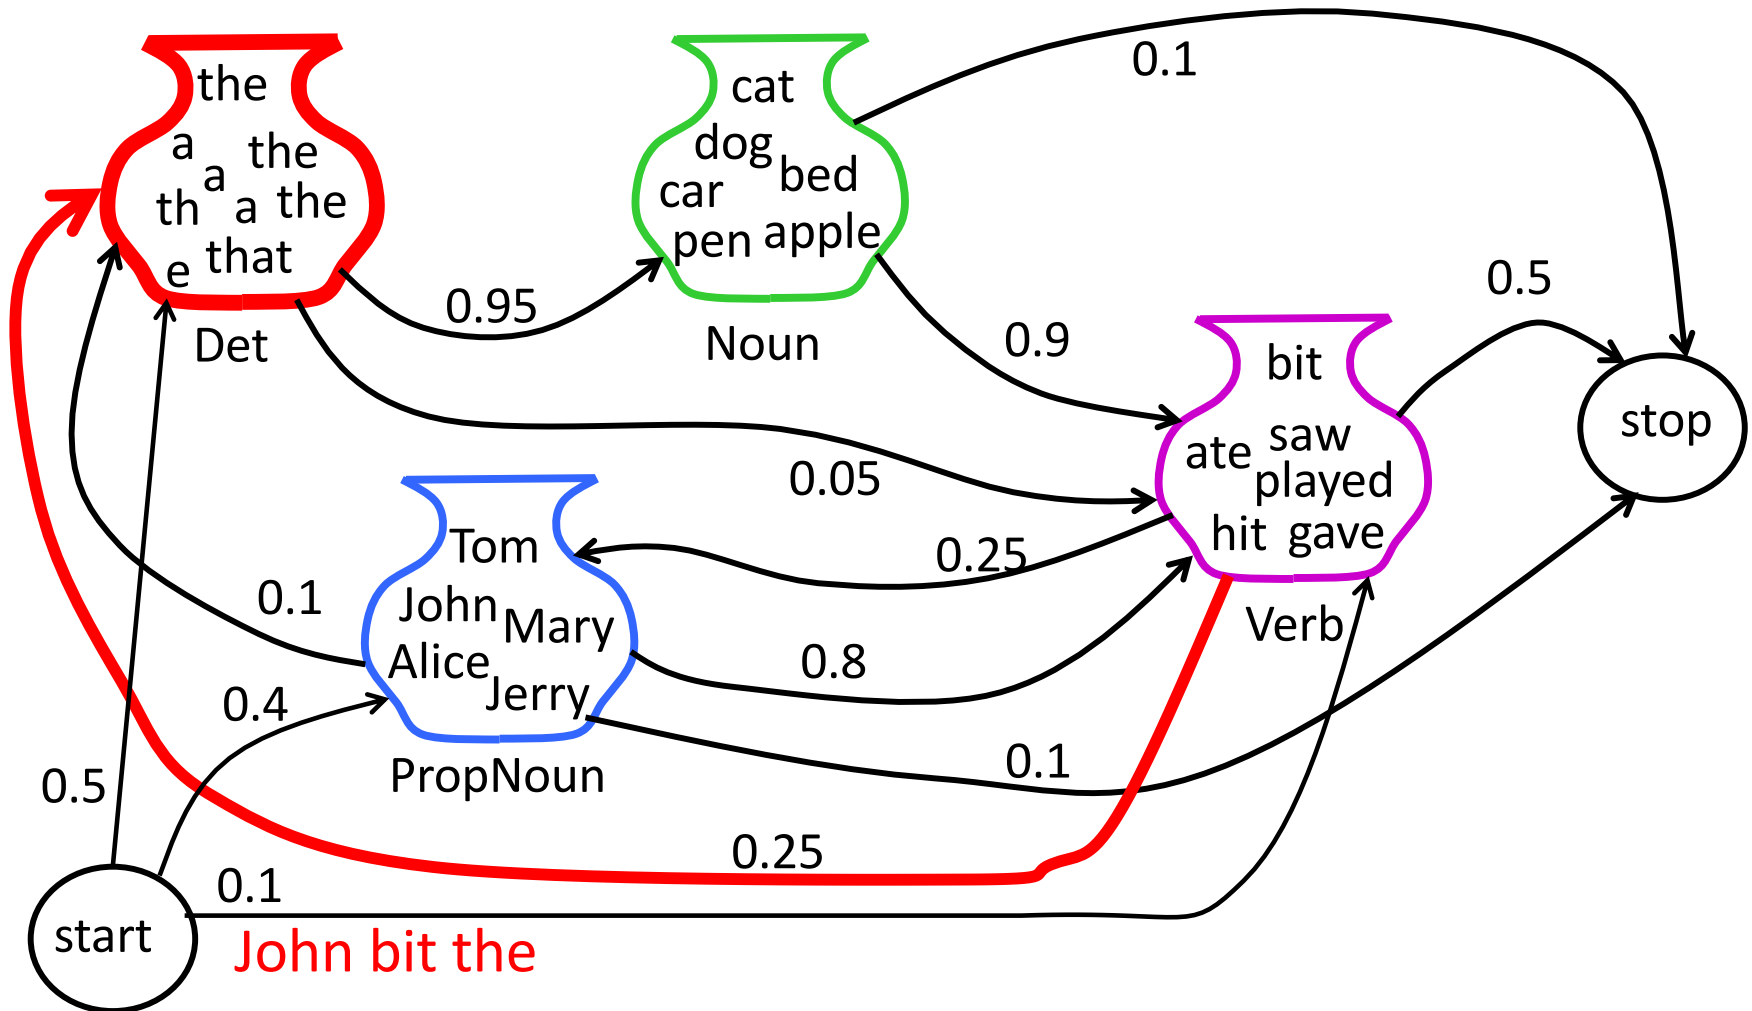 the
a the
a
th a the
e that
Det
0.95
cat
dog
bed
car
pen apple
Noun
0.1
0.9
0.5
bit
saw
ate
played
hit gave
Verb
stop
0.05
0.25
Tom
John
Mary
Alice
Jerry
PropNoun
0.1
0.8
0.4
0.1
0.5
0.25
0.1
start
John bit the